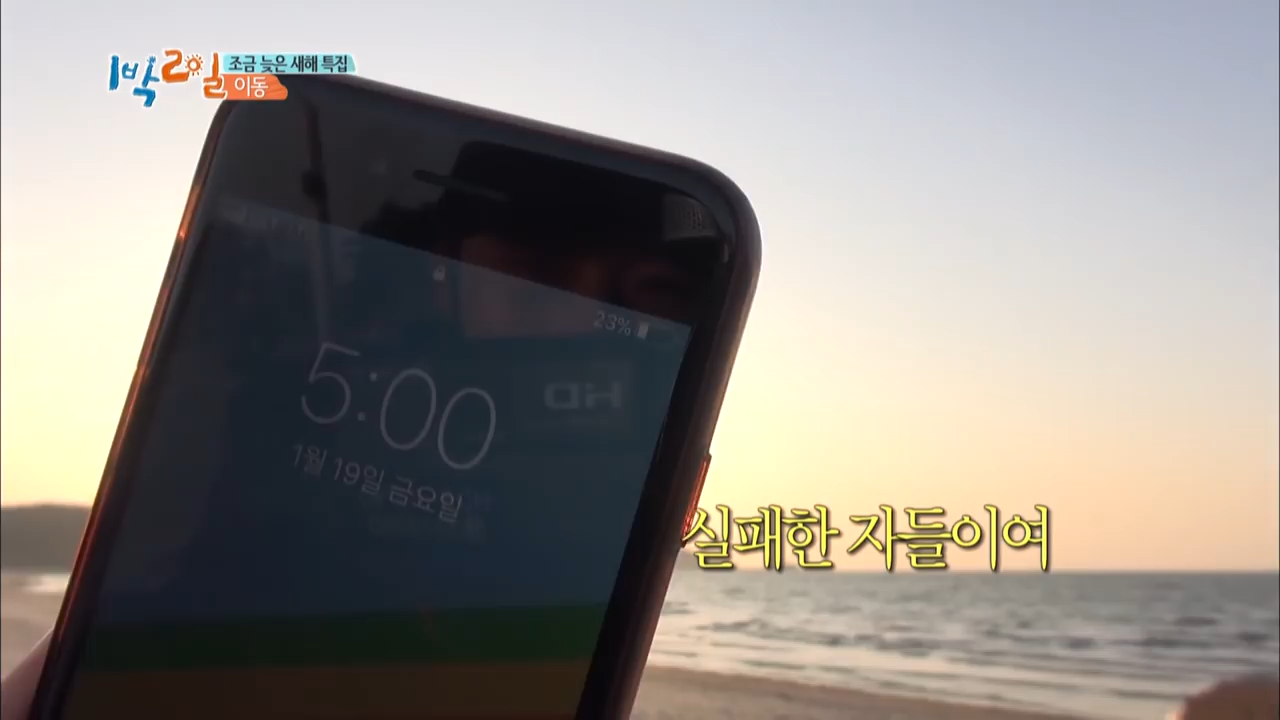 1박2일 조금 늦은 새해 특집
이동
23%
5:00
1월 19일 금요일
실패한 자들이여